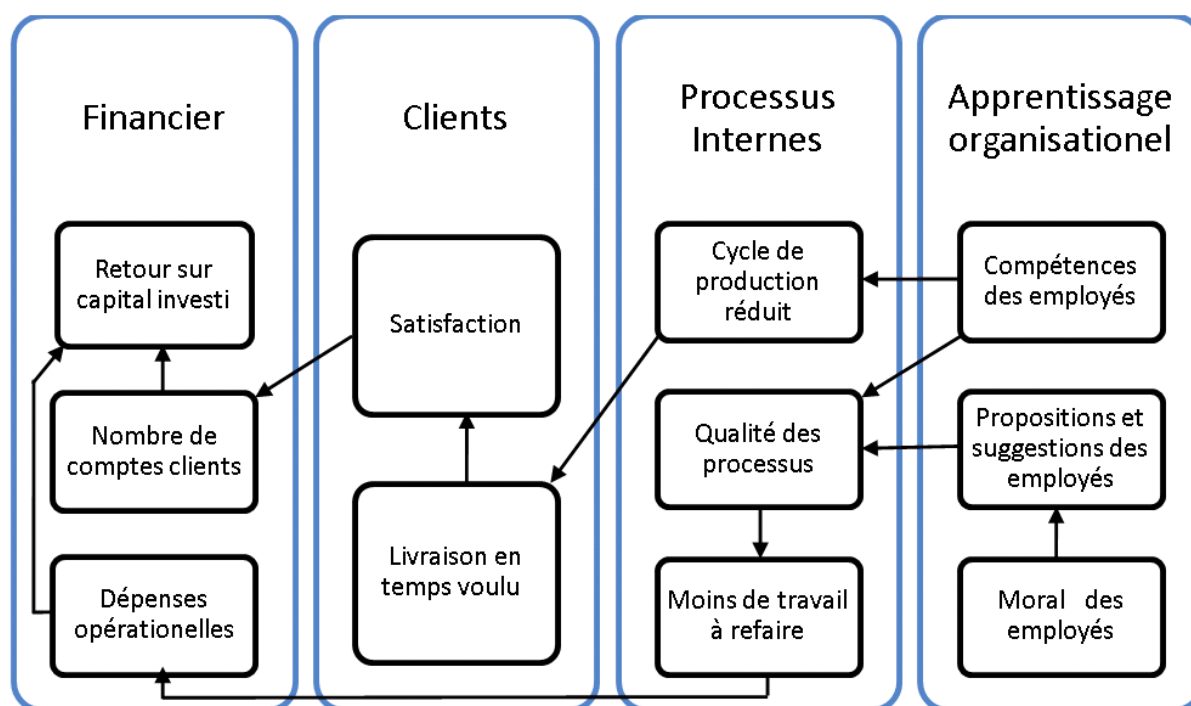 Financier
Retour sur
capital investi
Nombre de
comptes clients
Dépenses
opérationelles
Clients
Satisfaction
Livraison en
temps voulu
Processus
Internes
Cycle de
production
réduit
Qualité des
processus
Moins de travail
à refaire
Apprentissage
organisationel
Compétences
des employés
Propositions et
suggestions des
employés
Moral des
employés